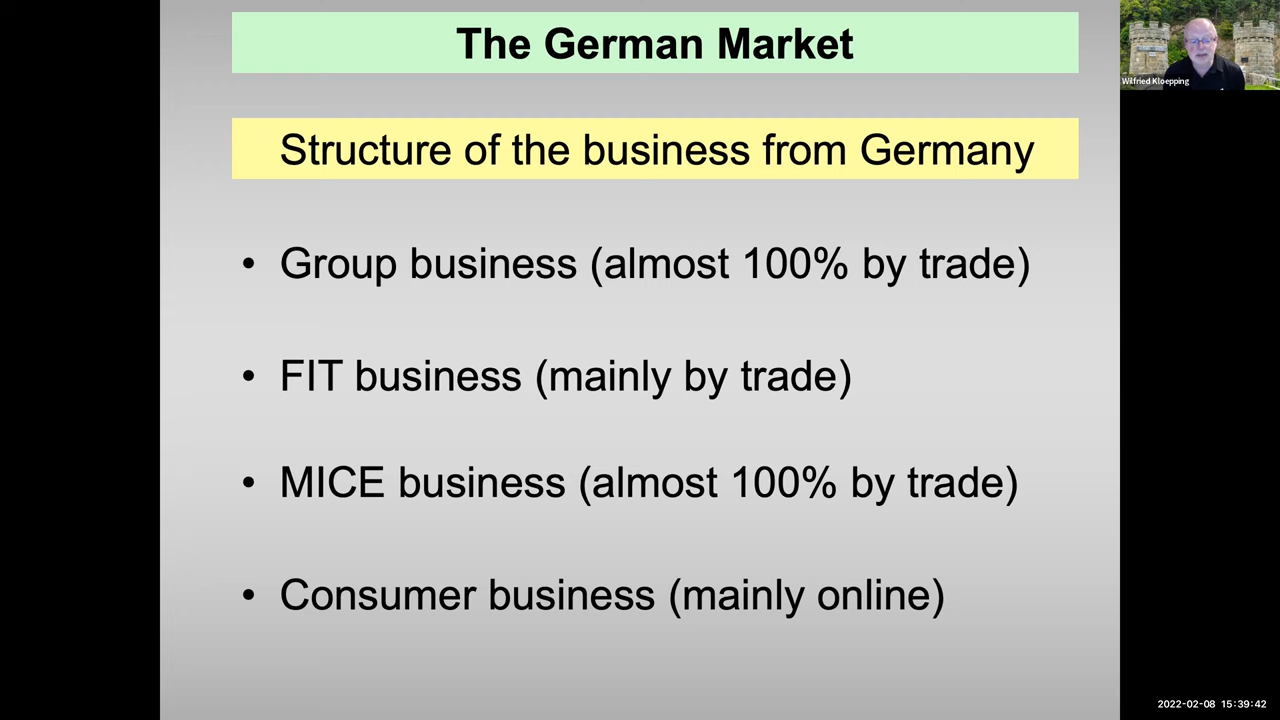 The German Market
Structure of the business from Germany
• Group business (almost 100% by trade)
• FIT business (mainly by trade)
• MICE business (almost 100% by trade)
• Consumer business (mainly online)
Wilfried Kloepping
2022-02-08 15:39:42